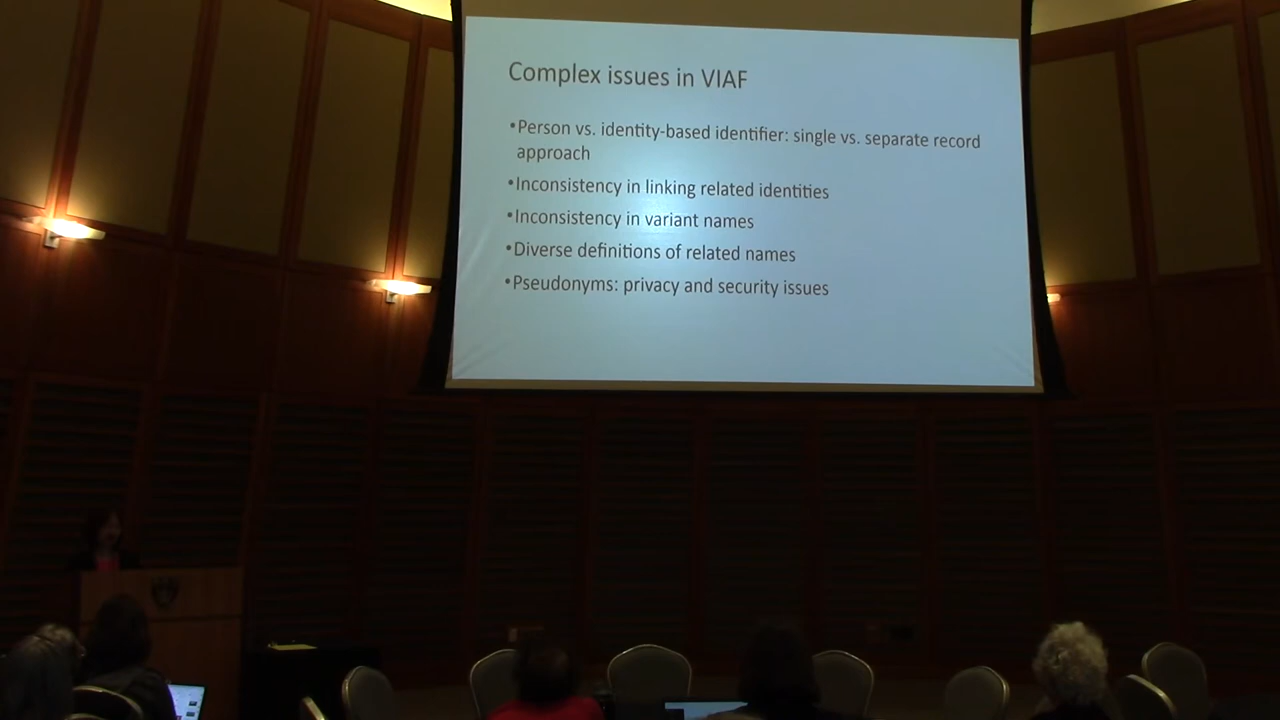 Complex issues in VIAF
•Person vs. identity-based identifier: single vs. separate record
approach
•Inconsistency in linking related identities
•Inconsistency in variant names
•Diverse definitions of related names
•Pseudonyms: privacy and security issues